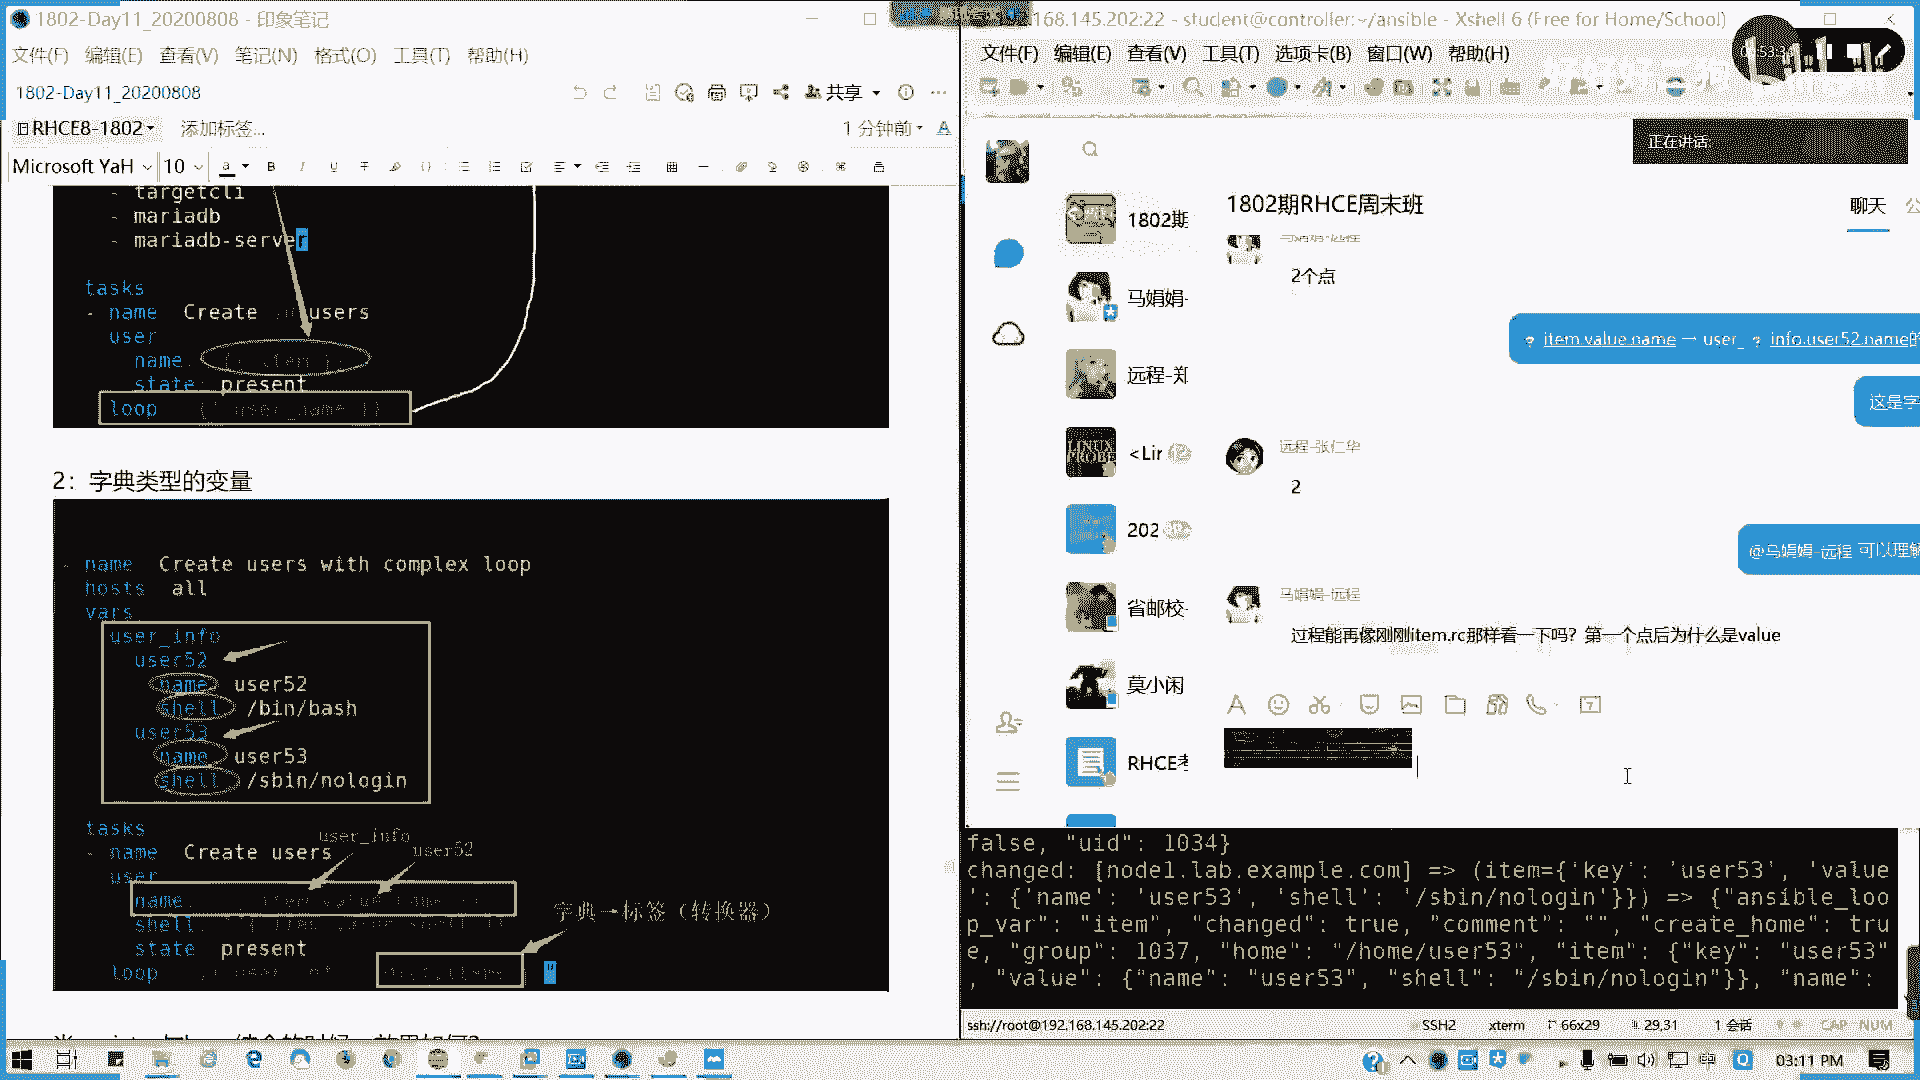 1802-Day11_20200808 - 印象笔记
文件(F) 编辑(E) 查看(V) 笔记(N) 格式(O) 工具(T) 帮助(H)
1802-Day11_20200808
共享
RHCE8-1802
添加标签...
1 分钟前
Microsoft YaH
10
- targetcli
- mariadb
- mariadb-server
tasks
- name Create users
user
name
state present
loop user_name
2：字典类型的变量
- name Create users with complex loop
hosts all
vars
user_info
user52
name user52
shell /bin/bash
user53
name user53
shell /sbin/nologin
tasks
user_info
- name Create users
user52
user
name. item value name
字典→标签（转换器）
shell
state present
loop
168.145.202:22 - student@controller:~/ansible - Xshell 6 (Free for Home/School)
文件(F) 编辑(E) 查看(V) 工具(T) 选项卡(B) 窗口(W) 帮助(H)
正在讲话:
1802期RHCE周末班
聊天
1802期
马娟娟-
远程-郑
<Lir
202
省邮校-
莫小闲
RHCE考
马娟娟-远程
2个点
? item.value.name → user_ ? info.user52.name的
这是字
远程-张仁华
2
@马娟娟-远程 可以理解
马娟娟-远程
过程能再像刚刚item.rc那样看一下吗？第一个点后为什么是value
false, "uid": 1034}
changed: [node1.lab.example.com] => (item={'key': 'user53', 'value
': {'name': 'user53', 'shell': '/sbin/nologin'}}) => {"ansible_loo
p_var": "item", "changed": true, "comment": "", "create_home": tru
e, "group": 1037, "home": "/home/user53", "item": {"key": "user53"
, "value": {"name": "user53", "shell": "/sbin/nologin"}}, "name":
ssh://root@192.168.145.202:22
SSH2
xterm
66x29
29,31
1 会话
CAP NUM
03:11 PM